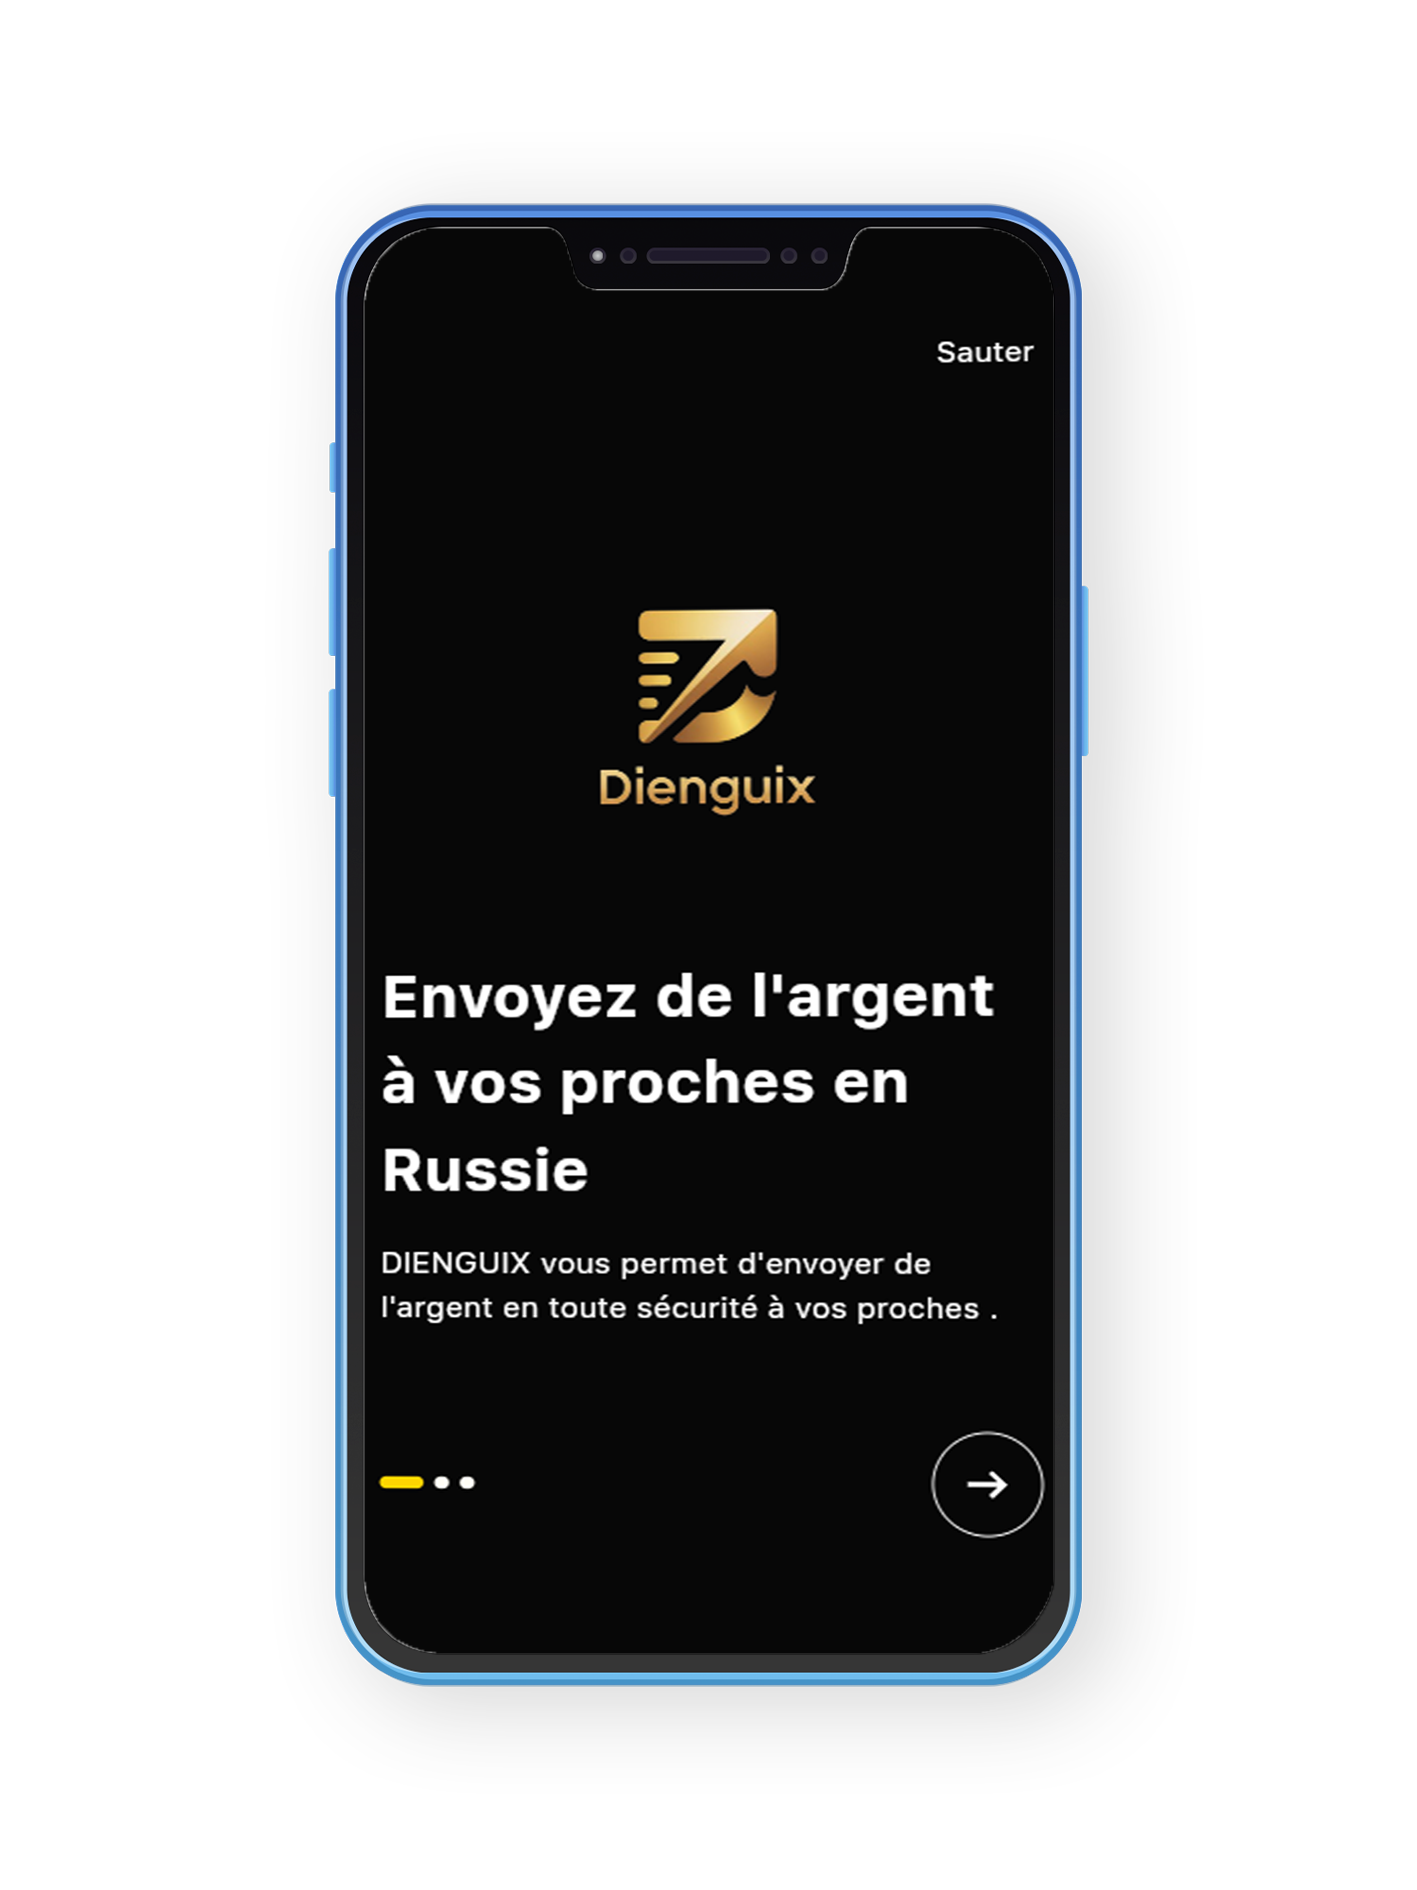 Sauter
Dienguix
Envoyez de l'argent
à vos proches en
Russie
DIENGUIX vous permet d'envoyer de
l'argent en toute sécurité à vos proches .